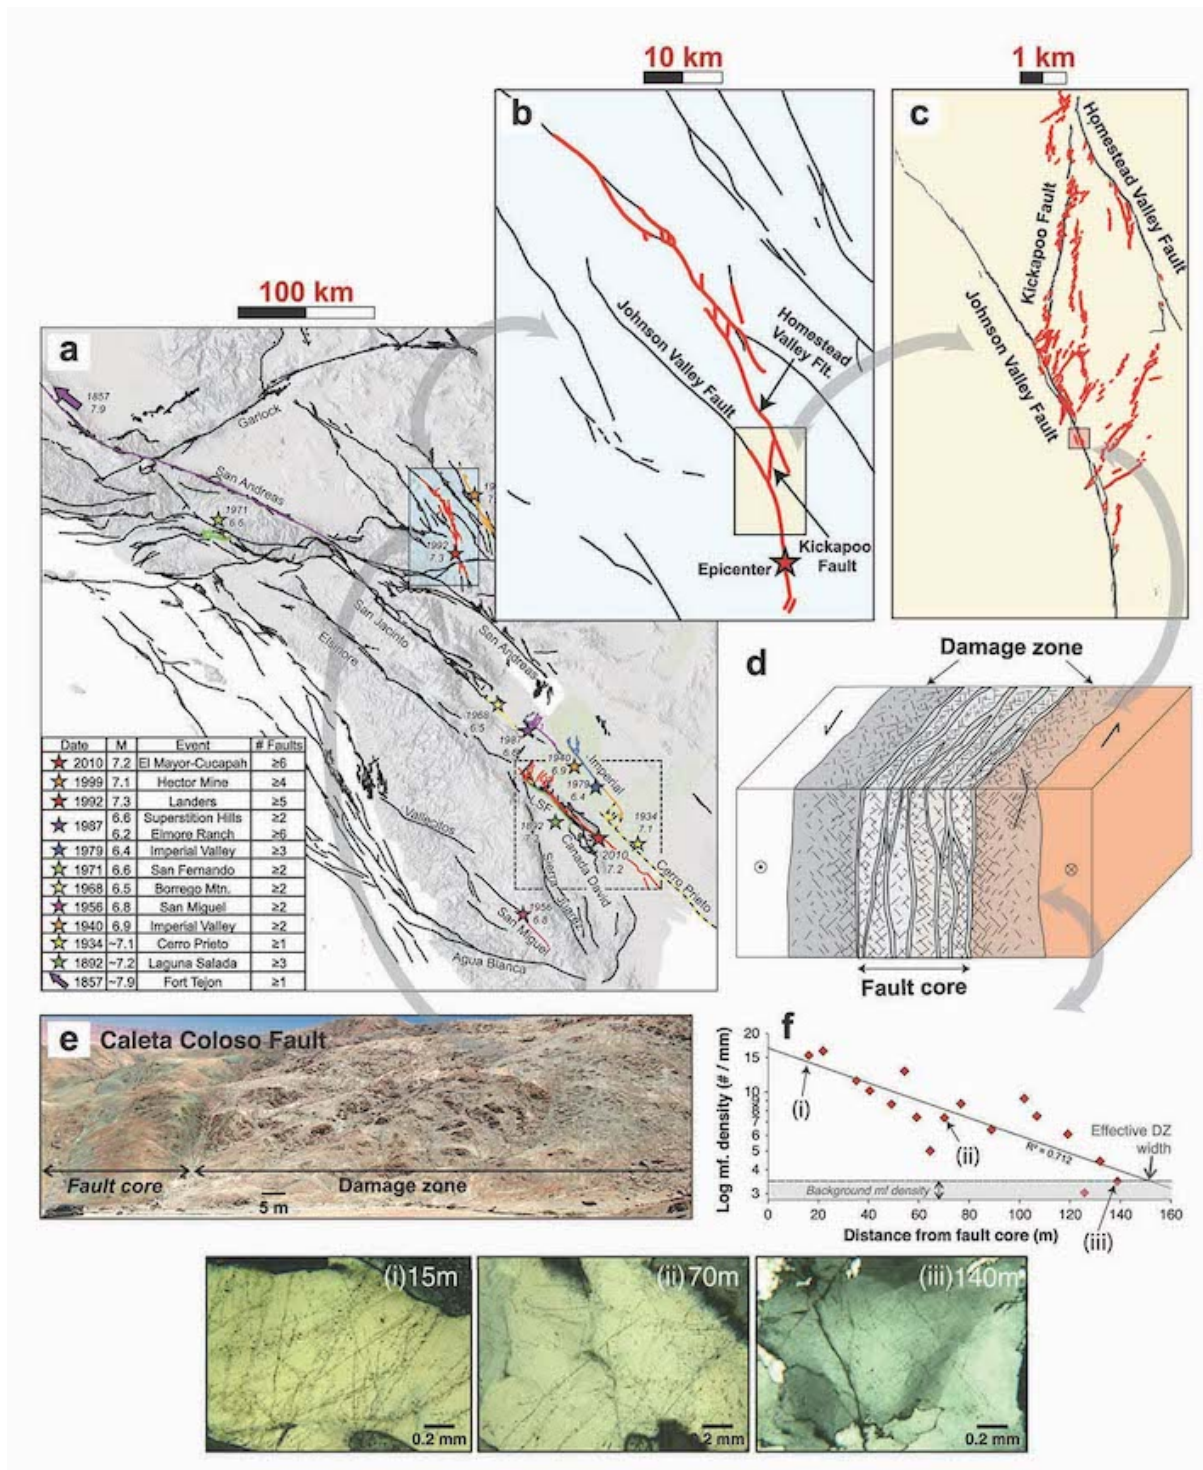 10 km
1 km
b
Johnson Valley Fault
Homestead
Valley Flt.
Epicenter
Kickapoo
Fault
c
Homestead Valley Fault
Kickapoo Fault
Johnson Valley Fault
100 km
a
1857
7.9
Garlock
San Andreas
1971
6.6
1992
7.3
San Jacinto
San Andreas
Elsinore
1968
6.5
1987
6.6
1940
6.9
Imperial
1979
6.4
LSF
1892
1934
7.1
2010
7.2
Cañada David
Cerro Prieto
Vallecitos
Sierra Juarez
1956
6.8
San Miguel
Agua Blanca
Date M Event # Faults
2010 7.2 El Mayor-Cucapah ≥6
1999 7.1 Hector Mine ≥4
1992 7.3 Landers ≥5
1987 6.6 Superstition Hills ≥2
6.2 Elmore Ranch ≥6
1979 6.4 Imperial Valley ≥3
1971 6.6 San Fernando ≥2
1968 6.5 Borrego Mtn. ≥2
1956 6.8 San Miguel ≥2
1940 6.9 Imperial Valley ≥2
1934 ~7.1 Cerro Prieto ≥1
1892 ~7.2 Laguna Salada ≥3
1857 ~7.9 Fort Tejon ≥1
d
Damage zone
Fault core
e Caleta Coloso Fault
Fault core
Damage zone
5 m
f
Log mf. density (# / mm)
20
15
10
9
8
7
6
5
4
3
(i)
(ii)
R² = 0.712
Effective DZ
width
Background mf density
0 20 40 60 80 100 120 140 160
Distance from fault core (m)
(iii)
(i)15m
0.2 mm
(ii)70m
0.2 mm
(iii)140m
0.2 mm